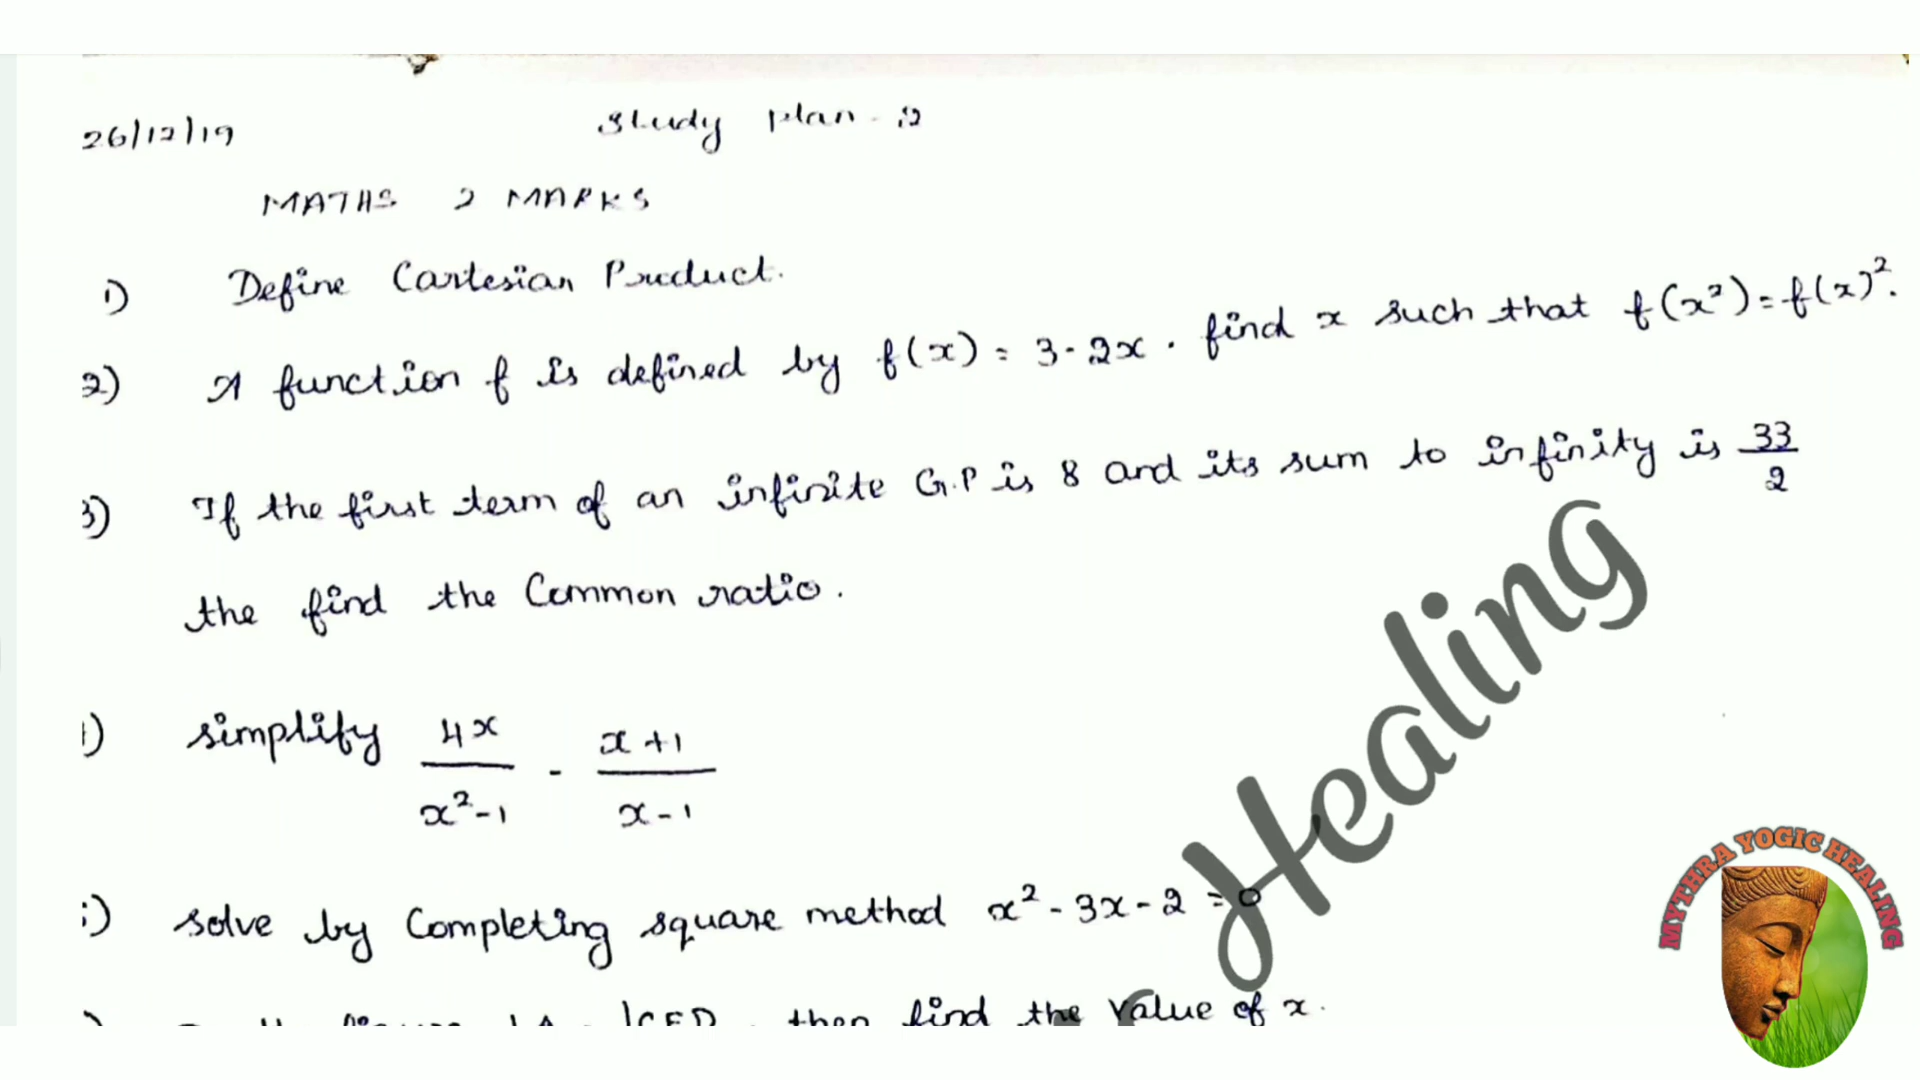 26/12/19
Study plan - 2
MATHS 2 MARKS
1) Define Cartesian Product.
2) A function f is defined by f(x) = 3-2x. find x such that f(x²) = f(x)².
3) If the first term of an infinite G.P is 8 and its sum to infinity is 33/2
the find the Common ratio.
) simplify 4x/x²-1 - x+1/x-1
) solve by Completing square method x² - 3x - 2 = 0
then find the value of x.
Healing
MYTHRA YOGIC HEALING